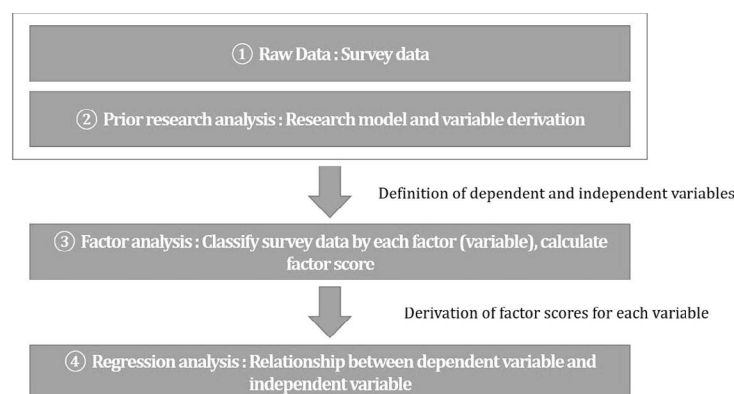 ① Raw Data : Survey data
② Prior research analysis : Research model and variable derivation
Definition of dependent and independent variables
③ Factor analysis : Classify survey data by each factor (variable), calculate
factor score
Derivation of factor scores for each variable
④ Regression analysis : Relationship between dependent variable and
independent variable